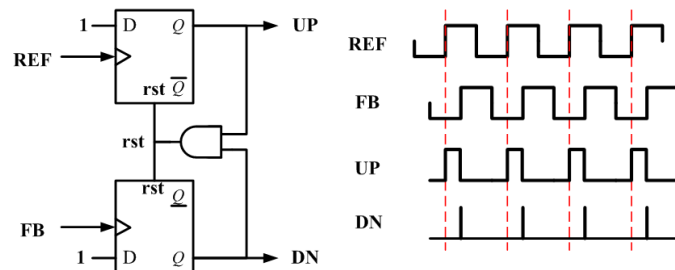 1 D Q UP
REF
rst Q
rst
rst Q
FB
1 D Q DN
REF
FB
UP
DN